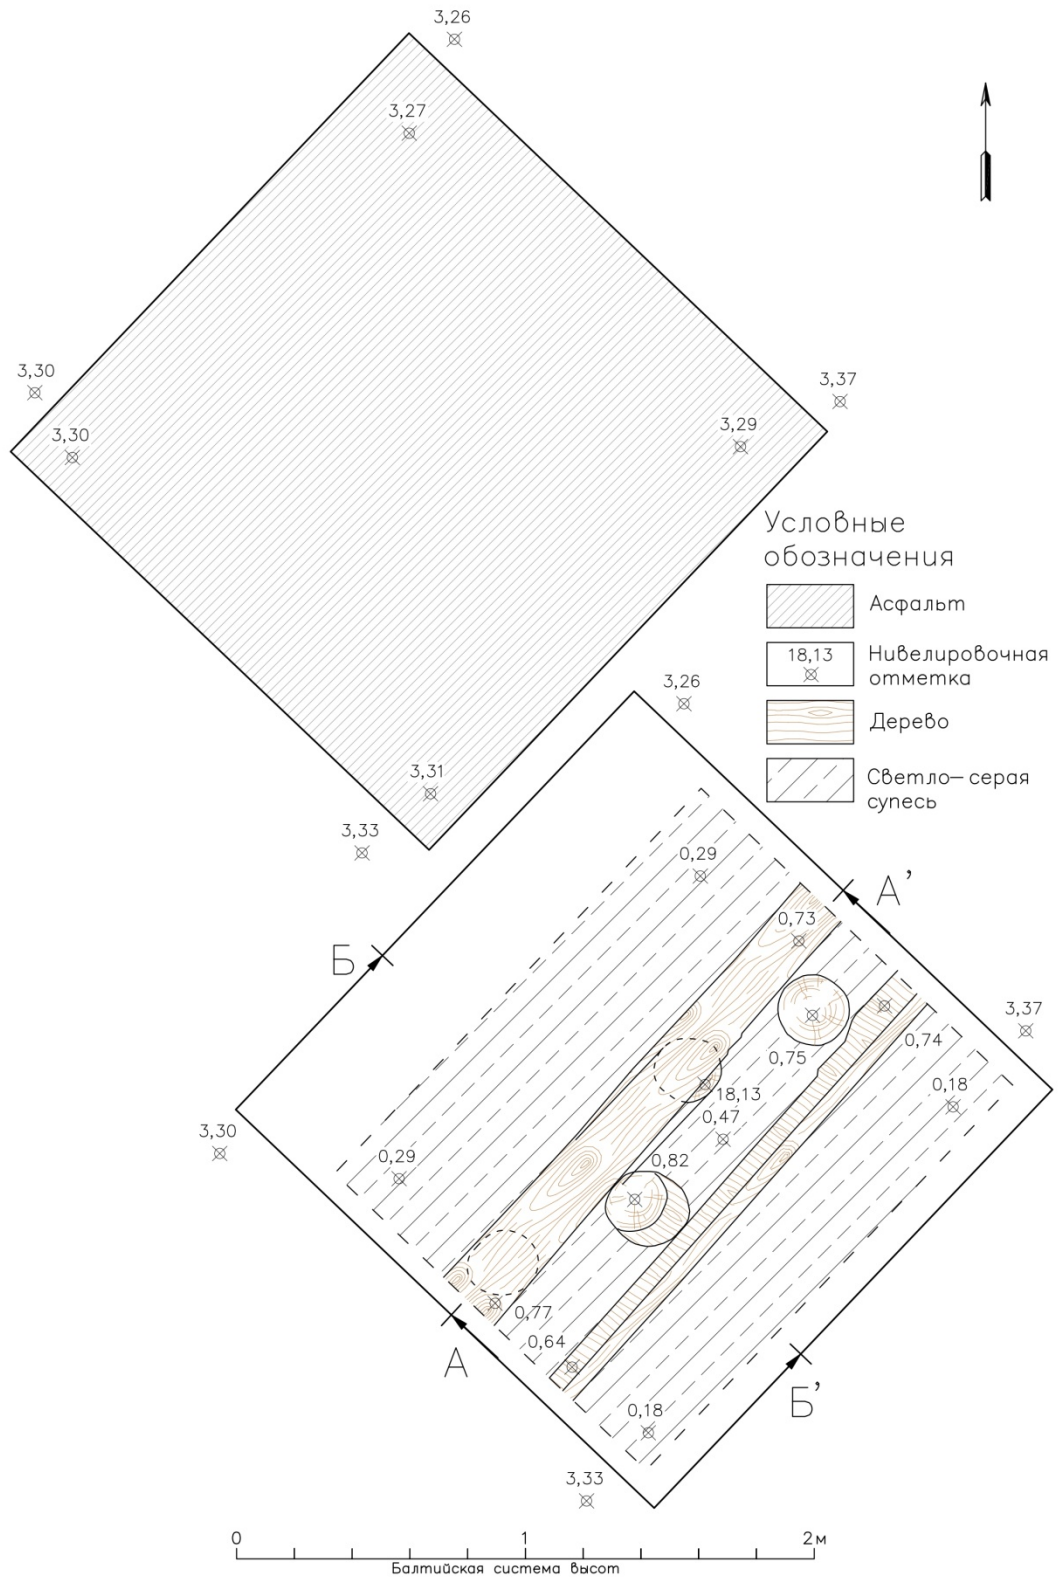 3,26
3,27
3,30
3,37
3,30
3,29
Условные
обозначения
Асфальт
18,13
Нивелировочная
отметка
Дерево
Светло-серая
супесь
3,31
3,33
3,26
0,29
А'
0,73
Б
3,37
0,74
0,75
0,18
18,13
0,47
3,30
0,29
0,82
0,77
0,64
А
Б'
0,18
3,33
0
1
2м
Балтийская система высот